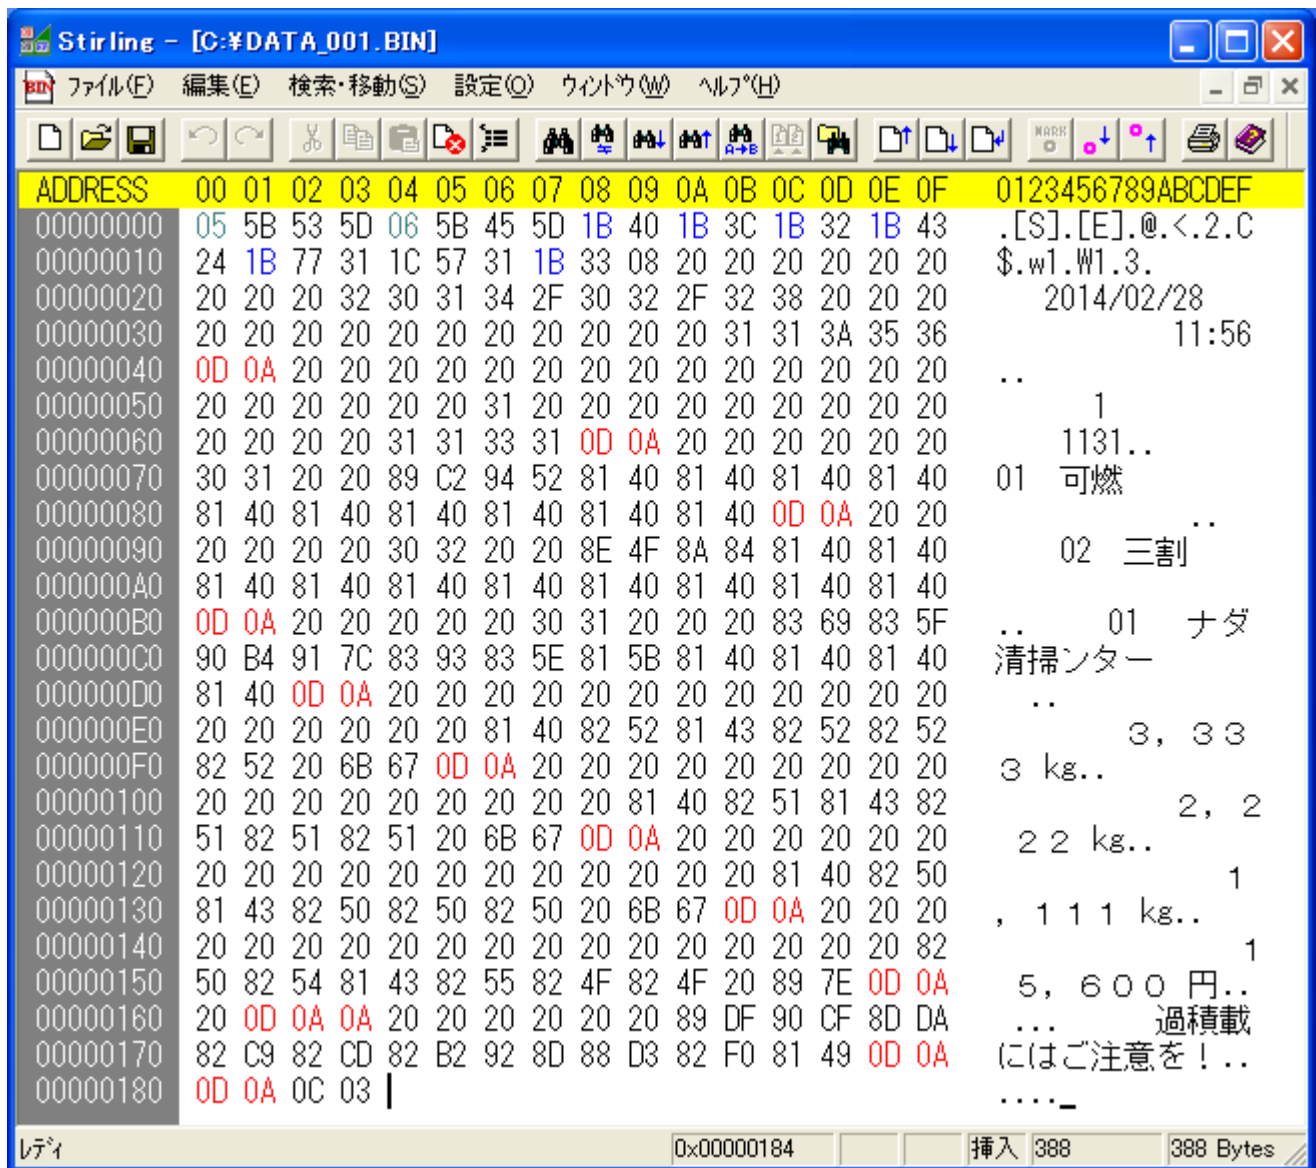 Stirling - [C:¥DATA_001.BIN]
ファイル(F) 編集(E) 検索・移動(S) 設定(O) ウィンドウ(W) ヘルプ(H)
ADDRESS 00 01 02 03 04 05 06 07 08 09 0A 0B 0C 0D 0E 0F 0123456789ABCDEF
00000000 05 5B 53 5D 06 5B 45 5D 1B 40 1B 3C 1B 32 1B 43 .[S].[E].@.<.2.C
00000010 24 1B 77 31 1C 57 31 1B 33 08 20 20 20 20 20 20 $.w1.W1.3.
00000020 20 20 20 32 30 31 34 2F 30 32 2F 32 38 20 20 20 2014/02/28
00000030 20 20 20 20 20 20 20 20 20 20 20 31 31 3A 35 36 11:56
00000040 0D 0A 20 20 20 20 20 20 20 20 20 20 20 20 20 20 ..
00000050 20 20 20 20 20 20 31 20 20 20 20 20 20 20 20 20 1
00000060 20 20 20 20 31 31 33 31 0D 0A 20 20 20 20 20 20 1131..
00000070 30 31 20 20 89 C2 94 52 81 40 81 40 81 40 81 40 01 可燃
00000080 81 40 81 40 81 40 81 40 81 40 81 40 0D 0A 20 20 ..
00000090 20 20 20 20 30 32 20 20 8E 4F 8A 84 81 40 81 40 02 三割
000000A0 81 40 81 40 81 40 81 40 81 40 81 40 81 40 81 40
000000B0 0D 0A 20 20 20 20 20 30 31 20 20 20 83 69 83 5F .. 01 ナダ
000000C0 90 B4 91 7C 83 93 83 5E 81 5B 81 40 81 40 81 40 清掃ンター
000000D0 81 40 0D 0A 20 20 20 20 20 20 20 20 20 20 20 20 ..
000000E0 20 20 20 20 20 20 81 40 82 52 81 43 82 52 82 52 3，33
000000F0 82 52 20 6B 67 0D 0A 20 20 20 20 20 20 20 20 20 3 kg..
00000100 20 20 20 20 20 20 20 20 20 81 40 82 51 81 43 82 2，2
00000110 51 82 51 82 51 20 6B 67 0D 0A 20 20 20 20 20 20 22 kg..
00000120 20 20 20 20 20 20 20 20 20 20 20 20 81 40 82 50 1
00000130 81 43 82 50 82 50 82 50 20 6B 67 0D 0A 20 20 20 ，111 kg..
00000140 20 20 20 20 20 20 20 20 20 20 20 20 20 20 20 82 1
00000150 50 82 54 81 43 82 55 82 4F 82 4F 20 89 7E 0D 0A 5，600 円..
00000160 20 0D 0A 0A 20 20 20 20 20 20 89 DF 90 CF 8D DA ... 過積載
00000170 82 C9 82 CD 82 B2 92 8D 88 D3 82 F0 81 49 0D 0A にはご注意を！..
00000180 0D 0A 0C 03 ....
レディ 0x00000184 挿入 388 388 Bytes